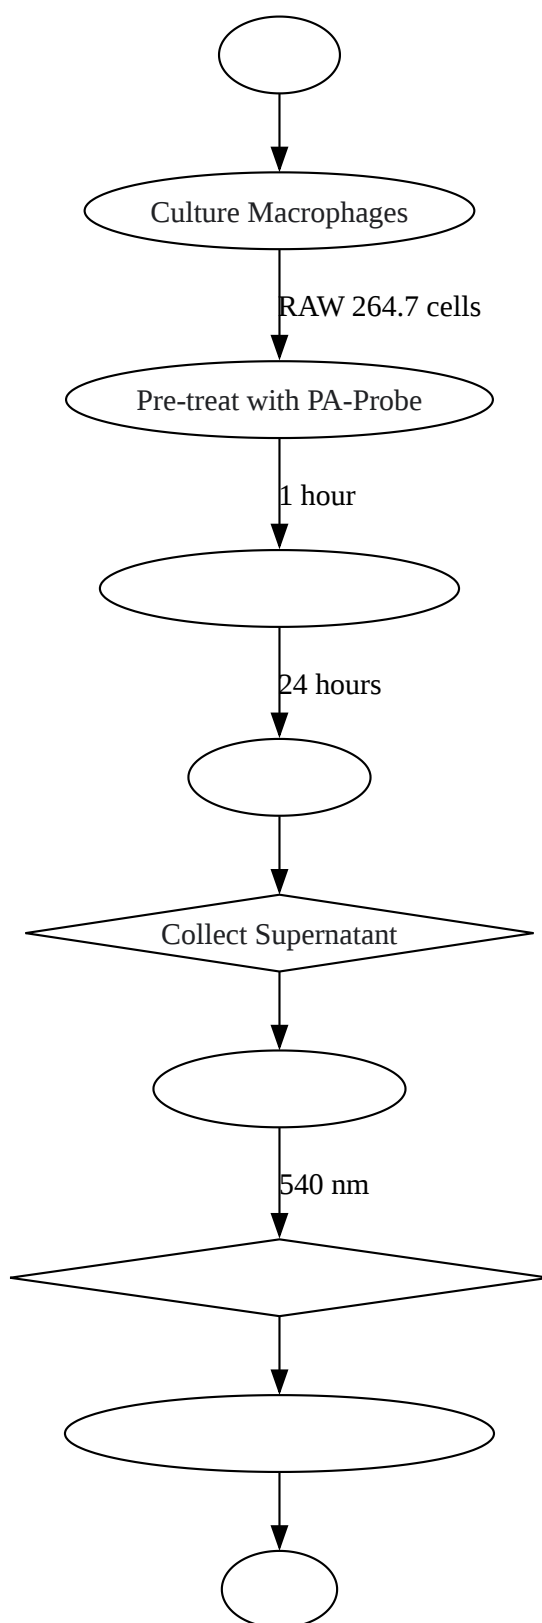 Culture Macrophages
RAW 264.7 cells
Pre-treat with PA-Probe
1 hour
24 hours
Collect Supernatant
540 nm